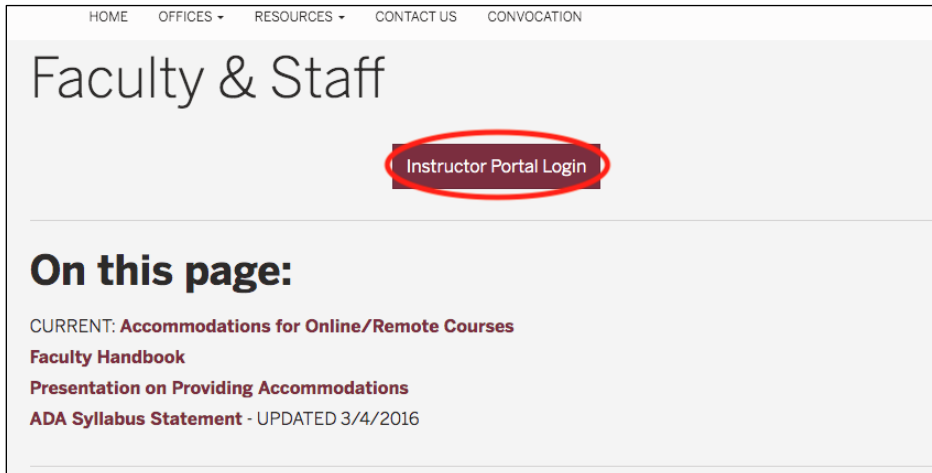 HOME OFFICES RESOURCES CONTACT US CONVOCATION
Faculty & Staff
Instructor Portal Login
On this page:
CURRENT: Accommodations for Online/Remote Courses
Faculty Handbook
Presentation on Providing Accommodations
ADA Syllabus Statement - UPDATED 3/4/2016